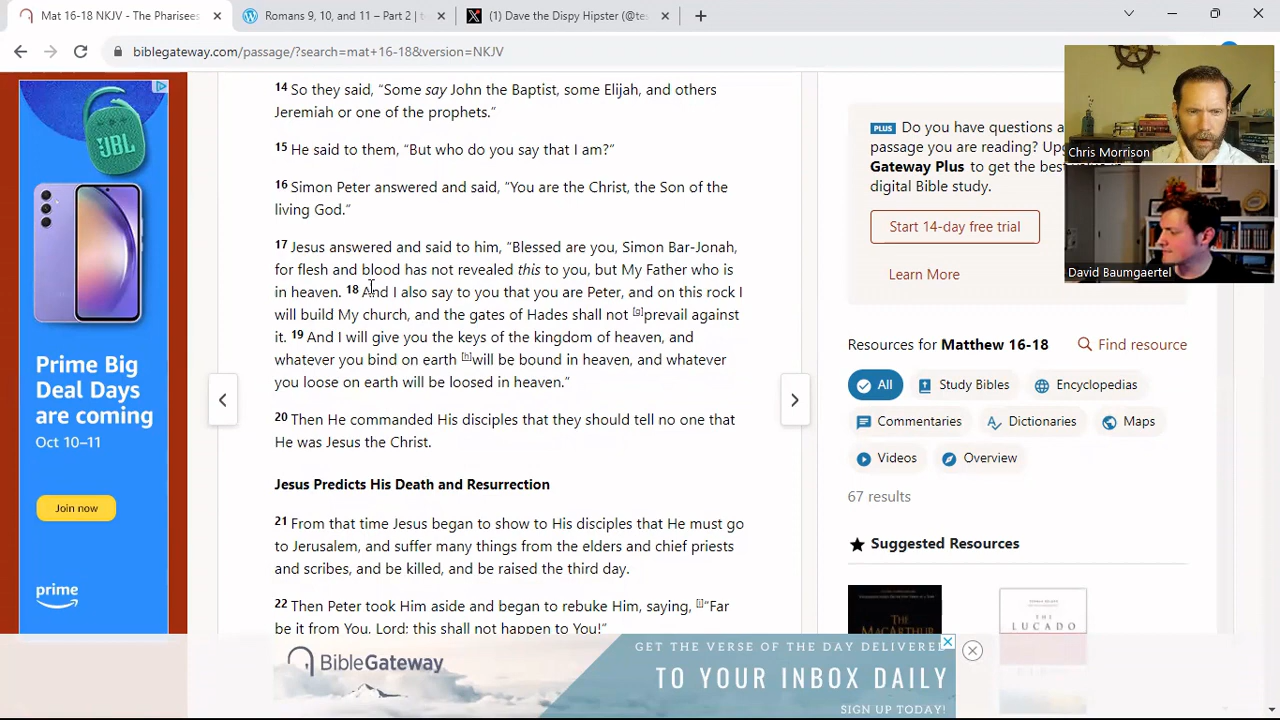 Mat 16-18 NKJV - The Pharisees
Romans 9, 10, and 11 – Part 2 | t
(1) Dave the Dispy Hipster (@te
biblegateway.com/passage/?search=mat+16-18&version=NKJV
14 So they said, “Some say John the Baptist, some Elijah, and others
Jeremiah or one of the prophets.”
15 He said to them, “But who do you say that I am?”
16 Simon Peter answered and said, “You are the Christ, the Son of the
living God.”
17 Jesus answered and said to him, “Blessed are you, Simon Bar-Jonah,
for flesh and blood has not revealed this to you, but My Father who is
in heaven. 18 And I also say to you that you are Peter, and on this rock I
will build My church, and the gates of Hades shall not [g]prevail against
it. 19 And I will give you the keys of the kingdom of heaven, and
whatever you bind on earth [h]will be bound in heaven, and whatever
you loose on earth will be loosed in heaven.”
20 Then He commanded His disciples that they should tell no one that
He was Jesus the Christ.
Jesus Predicts His Death and Resurrection
21 From that time Jesus began to show to His disciples that He must go
to Jerusalem, and suffer many things from the elders and chief priests
and scribes, and be killed, and be raised the third day.
22 Then Peter took Him aside and began to rebuke Him, saying, [i]“Far
be it from You, Lord; this shall not happen to You!”
JBL
Prime Big
Deal Days
are coming
Oct 10–11
Join now
prime
PLUS Do you have questions a
passage you are reading? Upg
Gateway Plus to get the bes
digital Bible study.
Start 14-day free trial
Learn More
Chris Morrison
David Baumgaertel
Resources for Matthew 16-18
Find resource
All
Study Bibles
Encyclopedias
Commentaries
Dictionaries
Maps
Videos
Overview
67 results
Suggested Resources
THE
MACARTHUR
THE
LUCADO
BibleGateway
GET THE VERSE OF THE DAY DELIVERED
TO YOUR INBOX DAILY
SIGN UP TODAY!